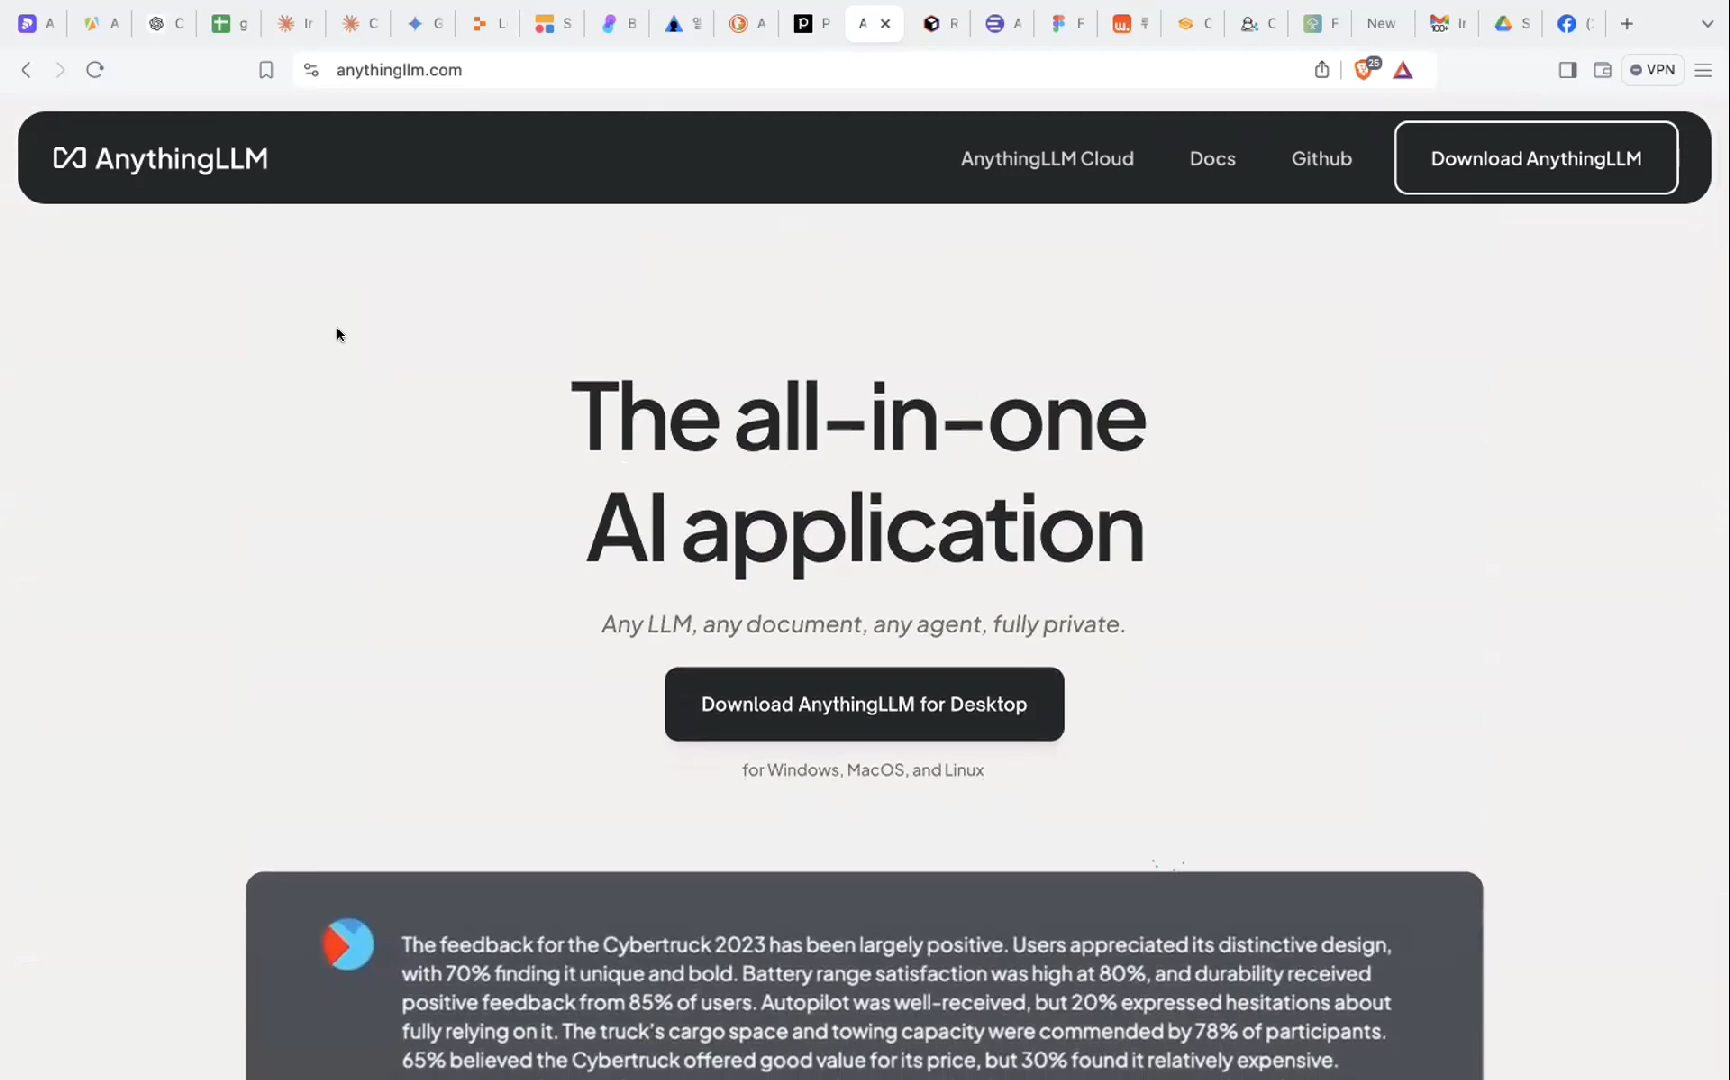 A
A
C
g
Ir
C
G
L
S
B
A
P
A
R
A
F
C
C
F
New
100+
Ir
S
anythingllm.com
25
VPN
AnythingLLM
AnythingLLM Cloud
Docs
Github
Download AnythingLLM
The all-in-one
AI application
Any LLM, any document, any agent, fully private.
Download AnythingLLM for Desktop
for Windows, MacOS, and Linux
The feedback for the Cybertruck 2023 has been largely positive. Users appreciated its distinctive design,
with 70% finding it unique and bold. Battery range satisfaction was high at 80%, and durability received
positive feedback from 85% of users. Autopilot was well-received, but 20% expressed hesitations about
fully relying on it. The truck's cargo space and towing capacity were commended by 78% of participants.
65% believed the Cybertruck offered good value for its price, but 30% found it relatively expensive.